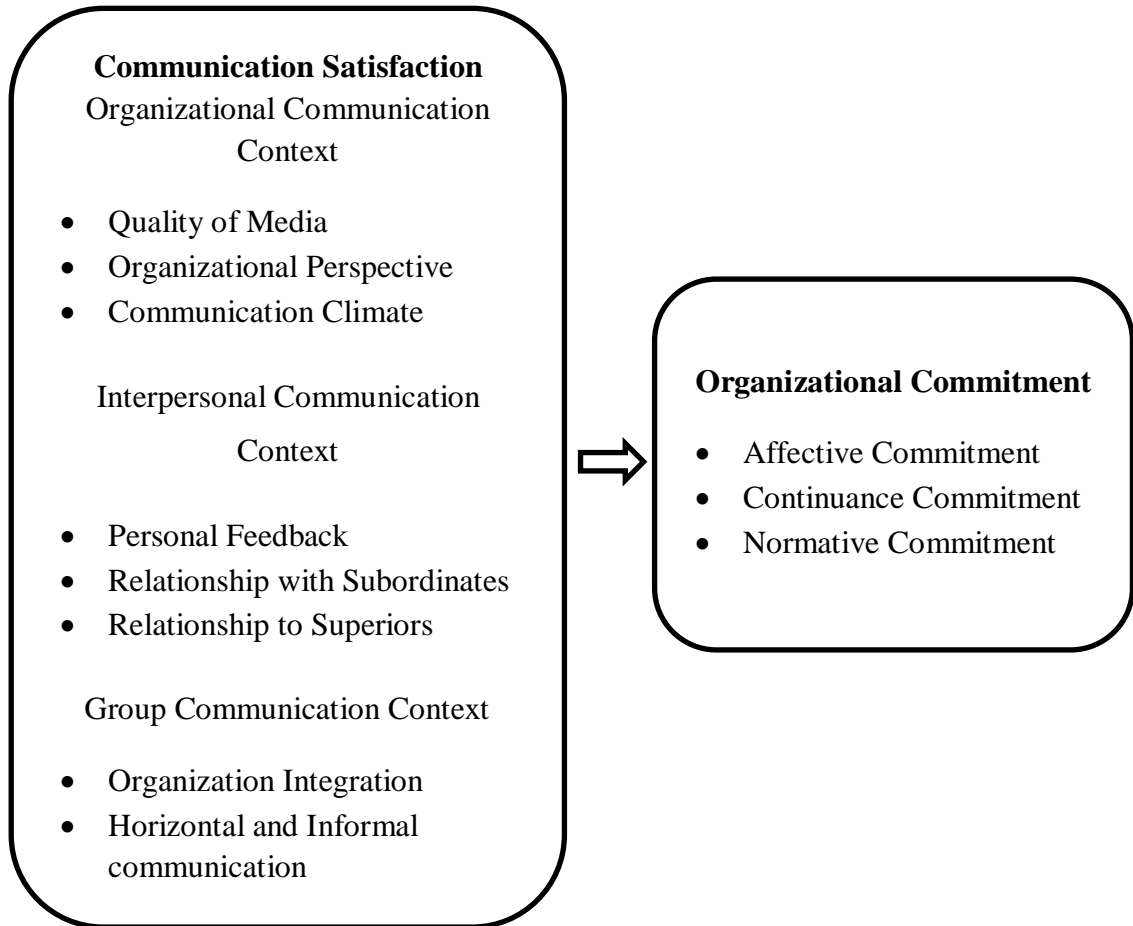 Communication Satisfaction
Organizational Communication
Context
• Quality of Media
• Organizational Perspective
• Communication Climate
Interpersonal Communication
Context
• Personal Feedback
• Relationship with Subordinates
• Relationship to Superiors
Group Communication Context
• Organization Integration
• Horizontal and Informal
communication
Organizational Commitment
• Affective Commitment
• Continuance Commitment
• Normative Commitment